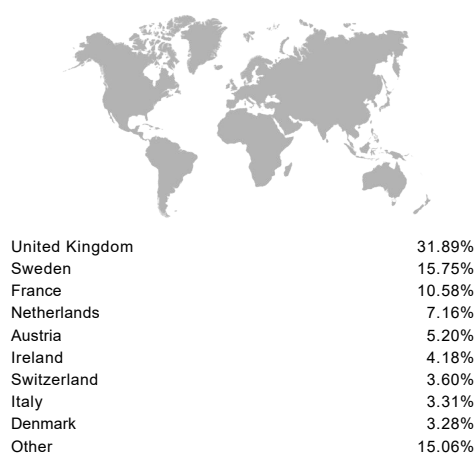 United Kingdom 31.89%
Sweden 15.75%
France 10.58%
Netherlands 7.16%
Austria 5.20%
Ireland 4.18%
Switzerland 3.60%
Italy 3.31%
Denmark 3.28%
Other 15.06%